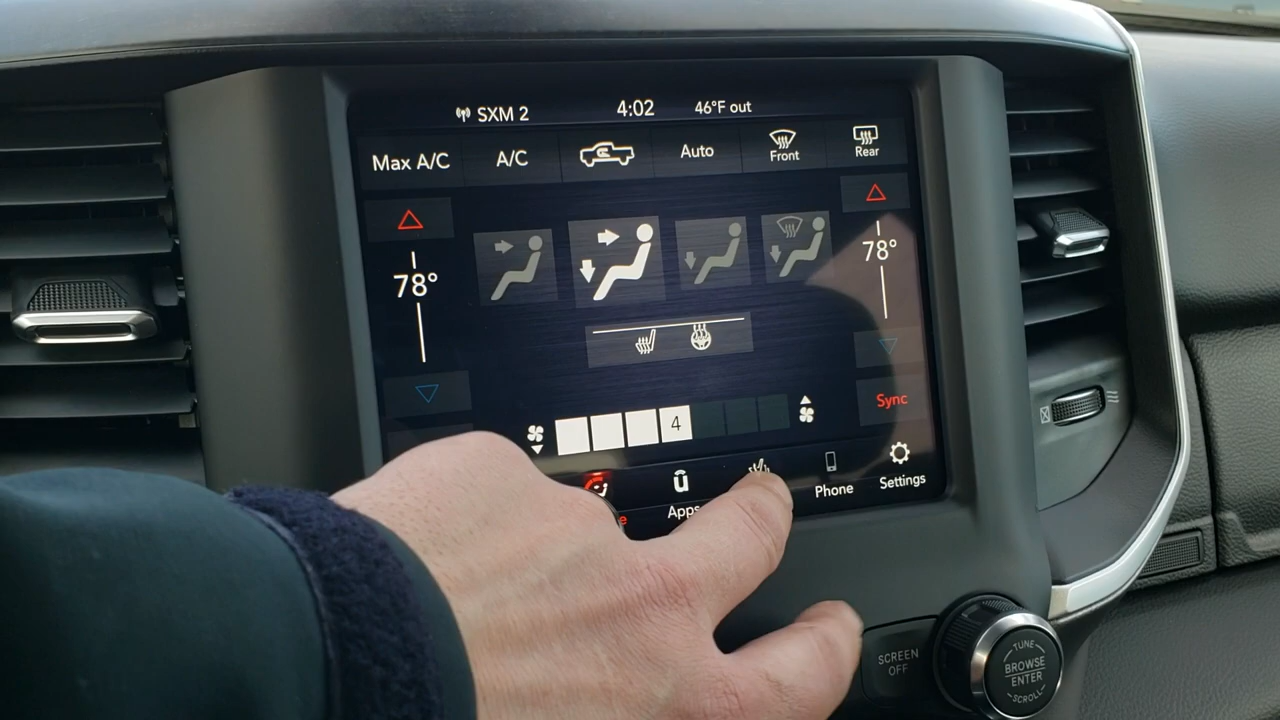 SXM 2 4:02 46°F out
Max A/C A/C Auto Front Rear
78° 78°
4
Sync
Apps Phone Settings
SCREEN
OFF
TUNE
BROWSE
ENTER
SCROLL